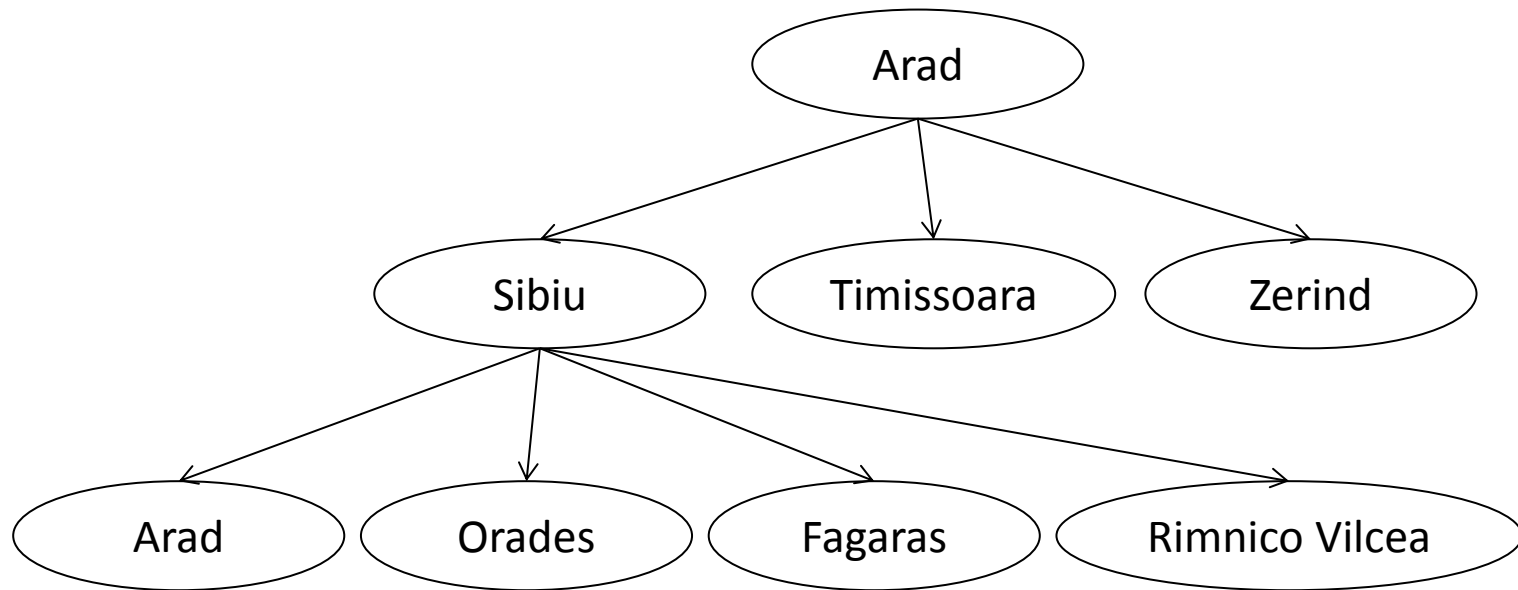 Arad
Sibiu
Timissoara
Zerind
Arad
Orades
Fagaras
Rimnico Vilcea